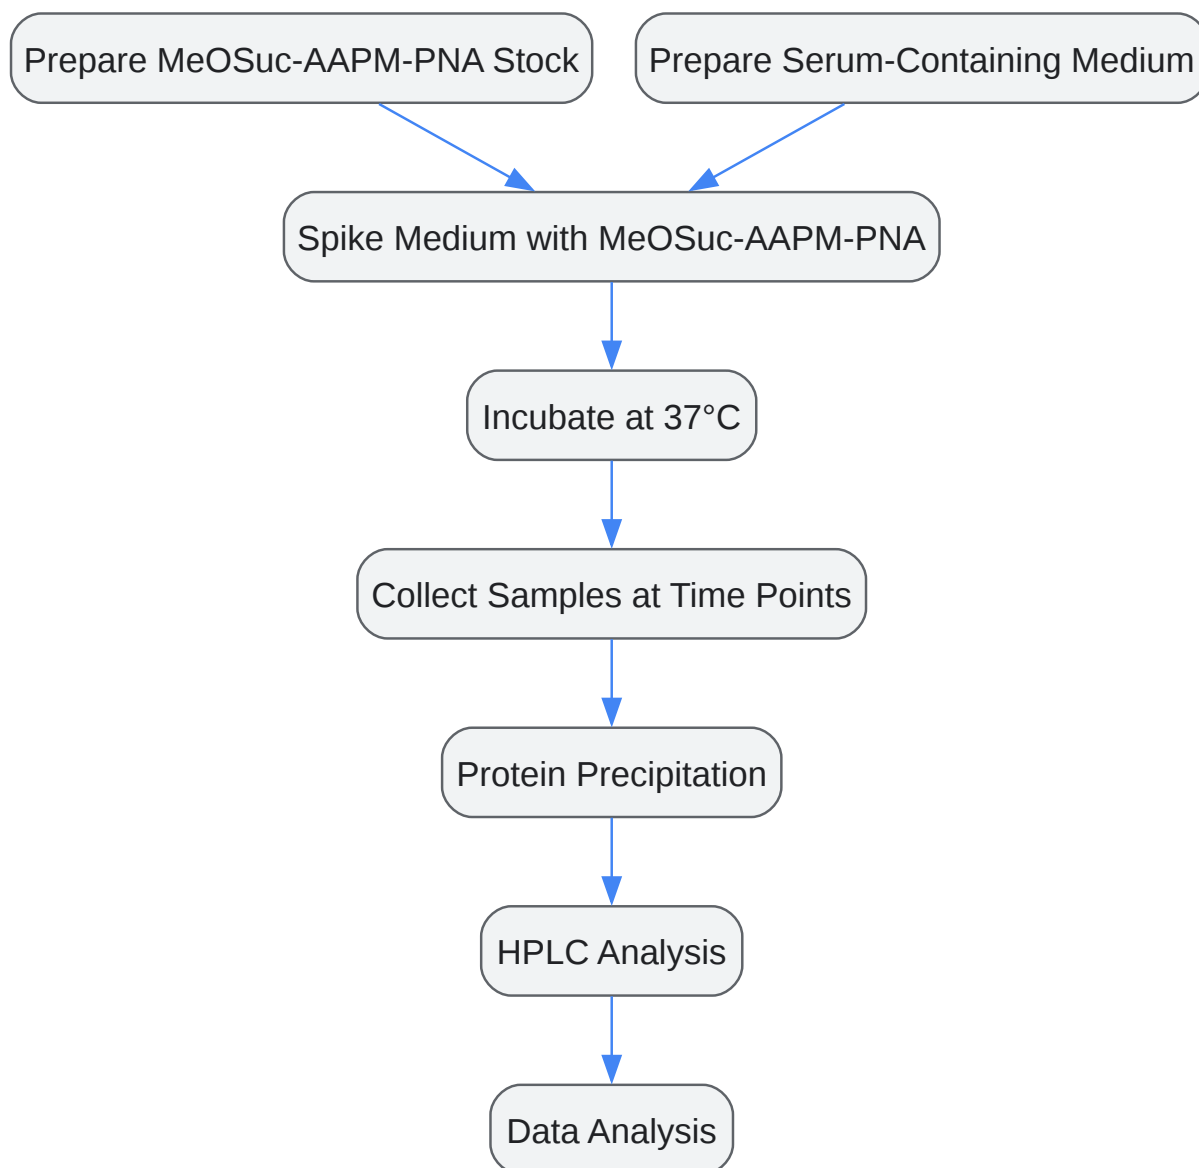 Prepare MeOSuc-AAPM-PNA Stock
Prepare Serum-Containing Medium
Spike Medium with MeOSuc-AAPM-PNA
Incubate at 37°C
Collect Samples at Time Points
Protein Precipitation
HPLC Analysis
Data Analysis